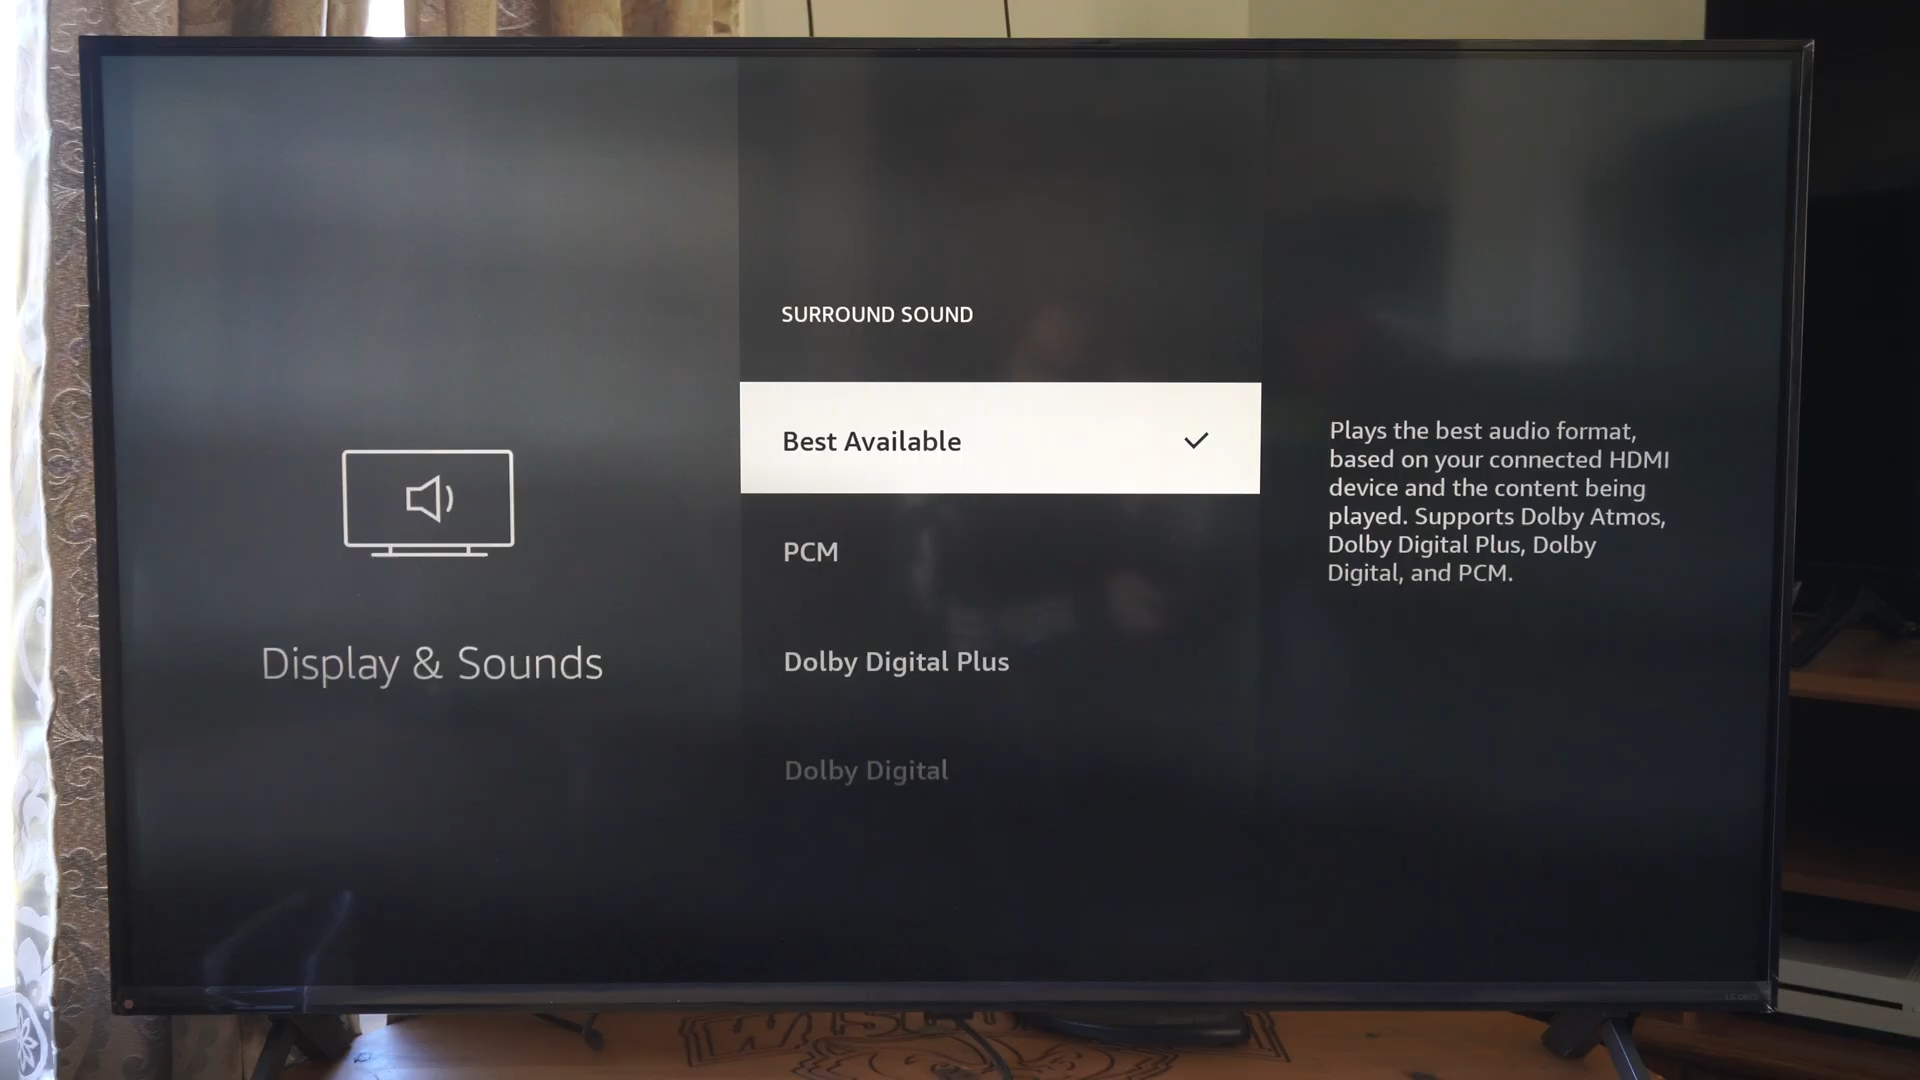 SURROUND SOUND
Best Available
PCM
Dolby Digital Plus
Dolby Digital
Display & Sounds
Plays the best audio format,
based on your connected HDMI
device and the content being
played. Supports Dolby Atmos,
Dolby Digital Plus, Dolby
Digital, and PCM.